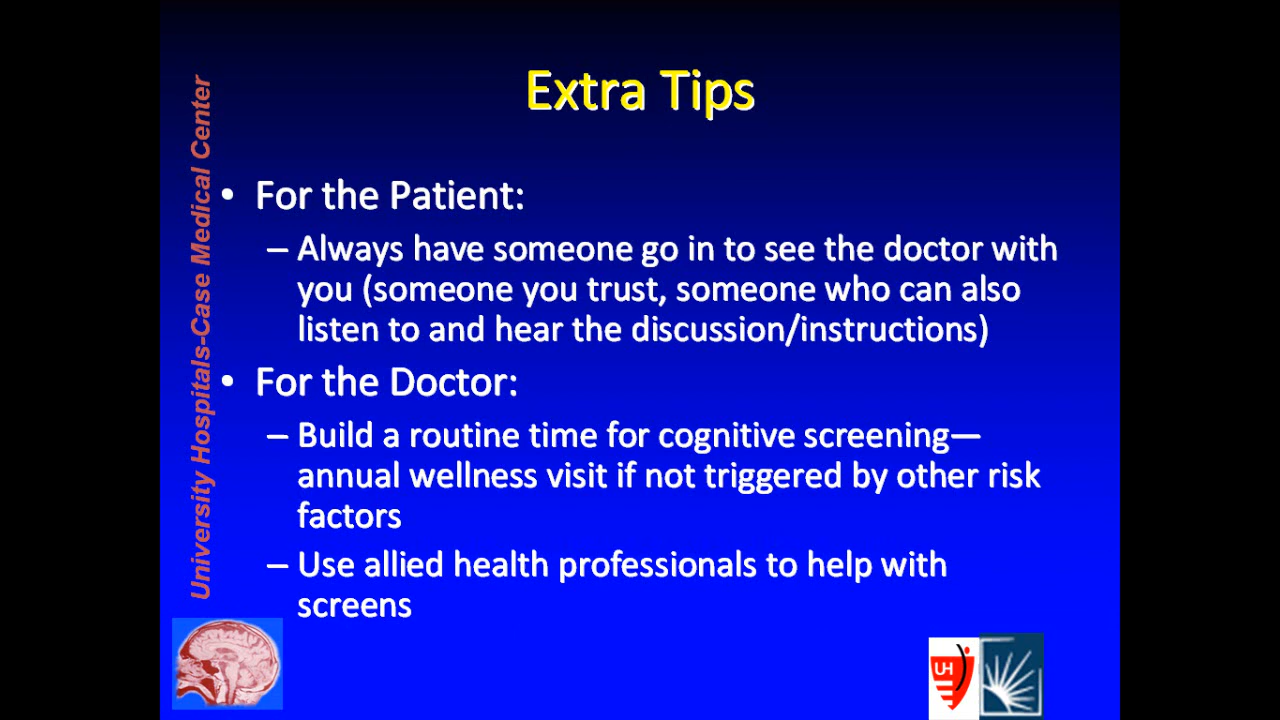 Extra Tips
University Hospitals-Case Medical Center
• For the Patient:
– Always have someone go in to see the doctor with
you (someone you trust, someone who can also
listen to and hear the discussion/instructions)
• For the Doctor:
– Build a routine time for cognitive screening—
annual wellness visit if not triggered by other risk
factors
– Use allied health professionals to help with
screens
UH